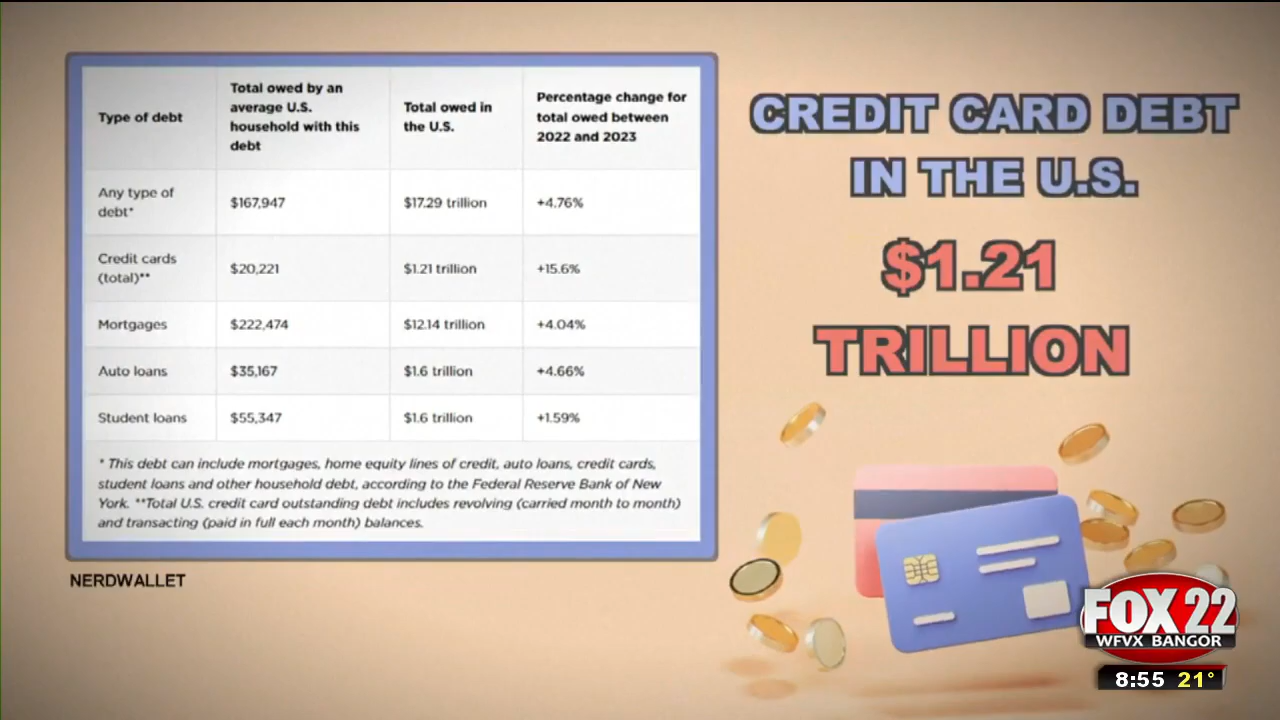 Type of debt
Total owed by an
average U.S.
household with this
debt
Total owed in
the U.S.
Percentage change for
total owed between
2022 and 2023
Any type of
debt*
$167,947
$17.29 trillion
+4.76%
Credit cards
(total)**
$20,221
$1.21 trillion
+15.6%
Mortgages
$222,474
$12.14 trillion
+4.04%
Auto loans
$35,167
$1.6 trillion
+4.66%
Student loans
$55,347
$1.6 trillion
+1.59%
* This debt can include mortgages, home equity lines of credit, auto loans, credit cards,
student loans and other household debt, according to the Federal Reserve Bank of New
York. **Total U.S. credit card outstanding debt includes revolving (carried month to month)
and transacting (paid in full each month) balances.
NERDWALLET
CREDIT CARD DEBT
IN THE U.S.
$1.21
TRILLION
FOX 22
WFVX BANGOR
8:55 21°